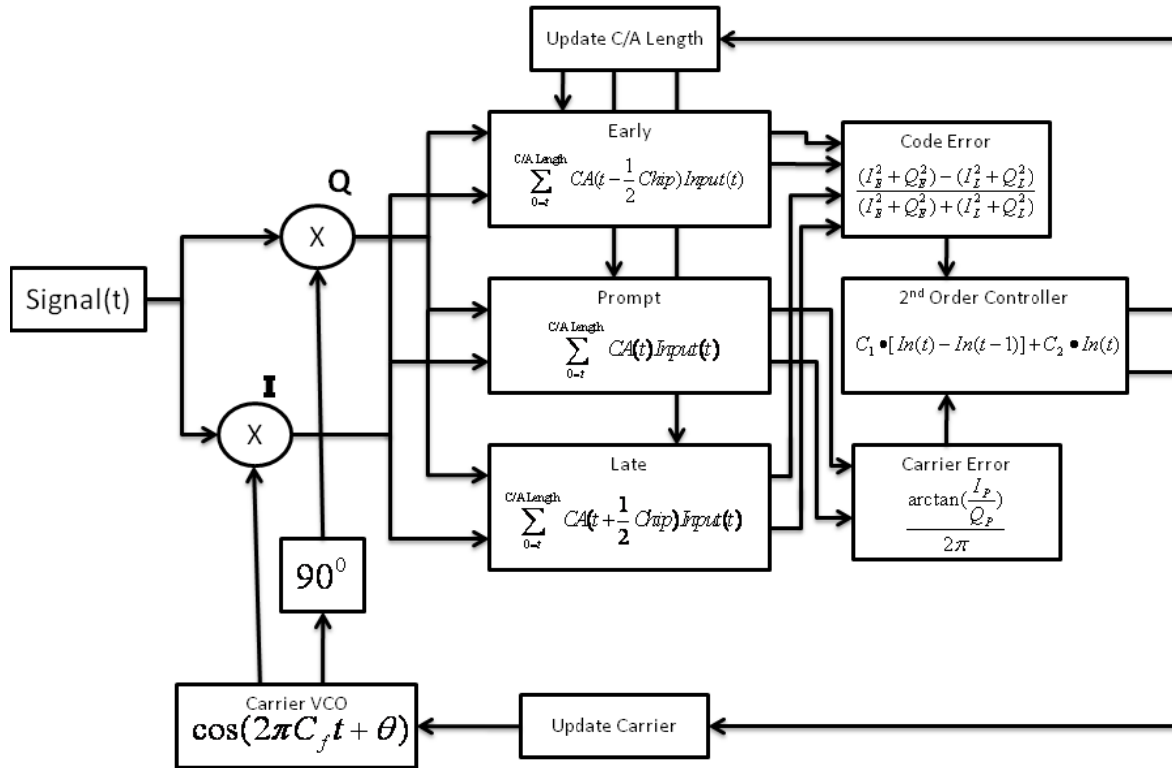 Update C/A Length
Early
C/A Length
∑ CA(t - 1/2 Chip)Input(t)
0=t
Q
X
Signal(t)
I
X
Prompt
C/A Length
∑ CA(t)Input(t)
0=t
Late
C/A Length
∑ CA(t + 1/2 Chip)Input(t)
0=t
Code Error
(I_E^2 + Q_E^2) - (I_L^2 + Q_L^2)
(I_E^2 + Q_E^2) + (I_L^2 + Q_L^2)
2nd Order Controller
C_1 •[In(t) - In(t-1)] + C_2 • In(t)
Carrier Error
arctan(I_P/Q_P)
2π
90^0
Carrier VCO
cos(2πC_f t + θ)
Update Carrier